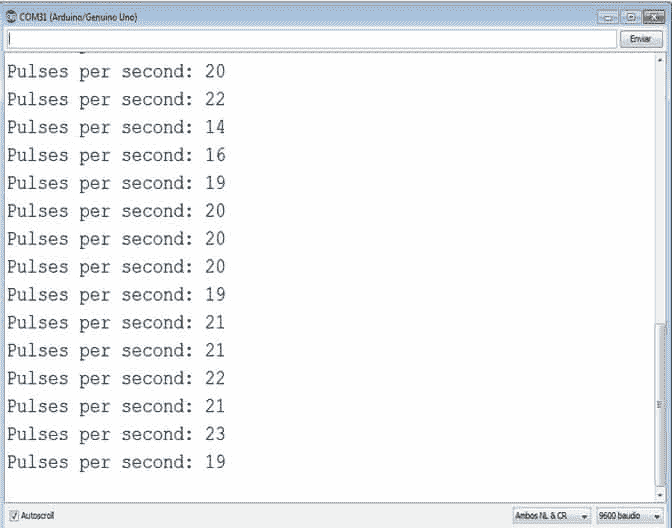 COM31 (Arduino/Genuino Uno)
Enviar
Pulses per second: 20
Pulses per second: 22
Pulses per second: 14
Pulses per second: 16
Pulses per second: 19
Pulses per second: 20
Pulses per second: 20
Pulses per second: 20
Pulses per second: 19
Pulses per second: 21
Pulses per second: 21
Pulses per second: 22
Pulses per second: 21
Pulses per second: 23
Pulses per second: 19
Autoscroll Ambos NL & CR 9600 baudio